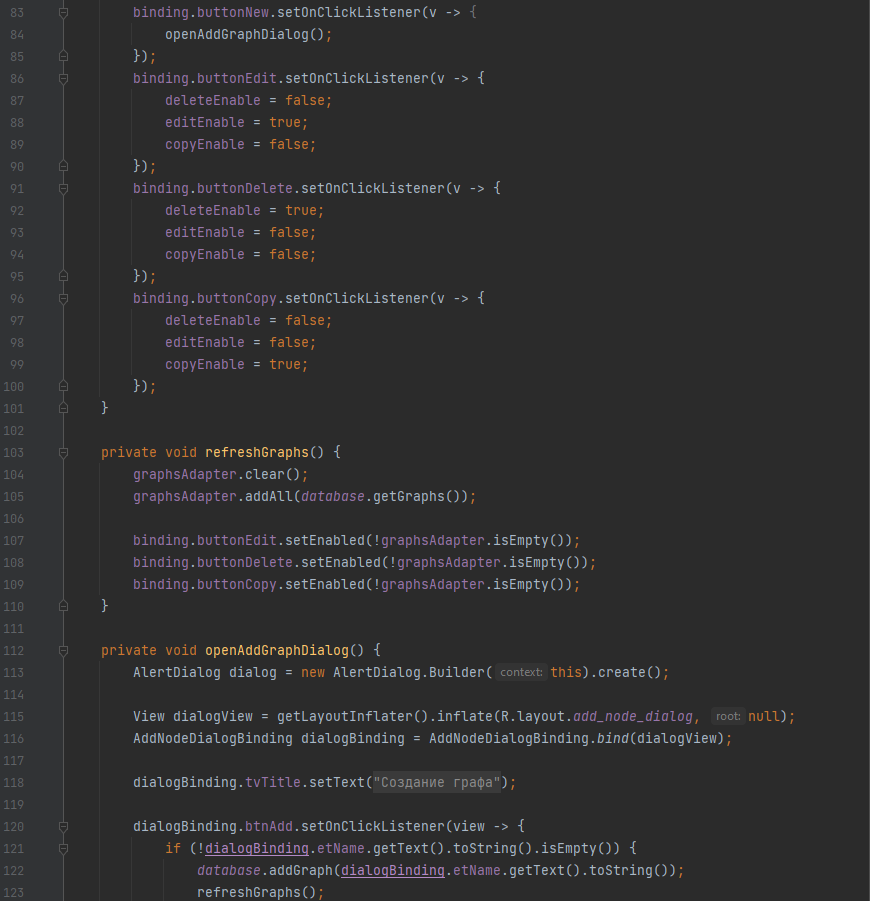 83 binding.buttonNew.setOnClickListener(v -> {
84 openAddGraphDialog();
85 });
86 binding.buttonEdit.setOnClickListener(v -> {
87 deleteEnable = false;
88 editEnable = true;
89 copyEnable = false;
90 });
91 binding.buttonDelete.setOnClickListener(v -> {
92 deleteEnable = true;
93 editEnable = false;
94 copyEnable = false;
95 });
96 binding.buttonCopy.setOnClickListener(v -> {
97 deleteEnable = false;
98 editEnable = false;
99 copyEnable = true;
100 });
101 }
102
103 private void refreshGraphs() {
104 graphsAdapter.clear();
105 graphsAdapter.addAll(database.getGraphs());
106
107 binding.buttonEdit.setEnabled(!graphsAdapter.isEmpty());
108 binding.buttonDelete.setEnabled(!graphsAdapter.isEmpty());
109 binding.buttonCopy.setEnabled(!graphsAdapter.isEmpty());
110 }
111
112 private void openAddGraphDialog() {
113 AlertDialog dialog = new AlertDialog.Builder( context: this).create();
114
115 View dialogView = getLayoutInflater().inflate(R.layout.add_node_dialog, root: null);
116 AddNodeDialogBinding dialogBinding = AddNodeDialogBinding.bind(dialogView);
117
118 dialogBinding.tvTitle.setText("Создание графа");
119
120 dialogBinding.btnAdd.setOnClickListener(view -> {
121 if (!dialogBinding.etName.getText().toString().isEmpty()) {
122 database.addGraph(dialogBinding.etName.getText().toString());
123 refreshGraphs();